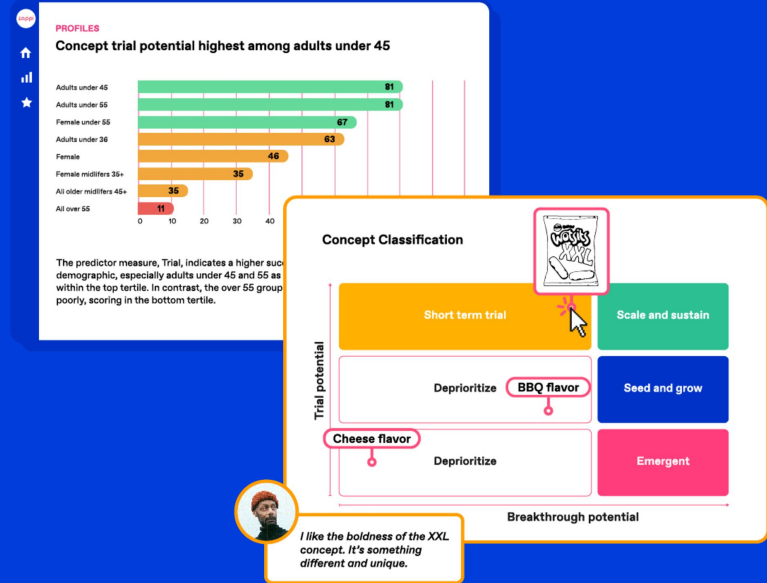 zappi
PROFILES
Concept trial potential highest among adults under 45
Adults under 45
81
Adults under 55
81
Female under 55
67
Adults under 36
63
Female
46
Female midlifers 35+
35
All older midlifers 45+
35
All over 55
11
0 10 20 30 40
The predictor measure, Trial, indicates a higher suc
demographic, especially adults under 45 and 55 as
within the top tertile. In contrast, the over 55 group
poorly, scoring in the bottom tertile.
Concept Classification
Wotsits
XXL
Trial potential
Short term trial
Scale and sustain
Deprioritize
BBQ flavor
Seed and grow
Cheese flavor
Deprioritize
Emergent
Breakthrough potential
I like the boldness of the XXL
concept. It's something
different and unique.